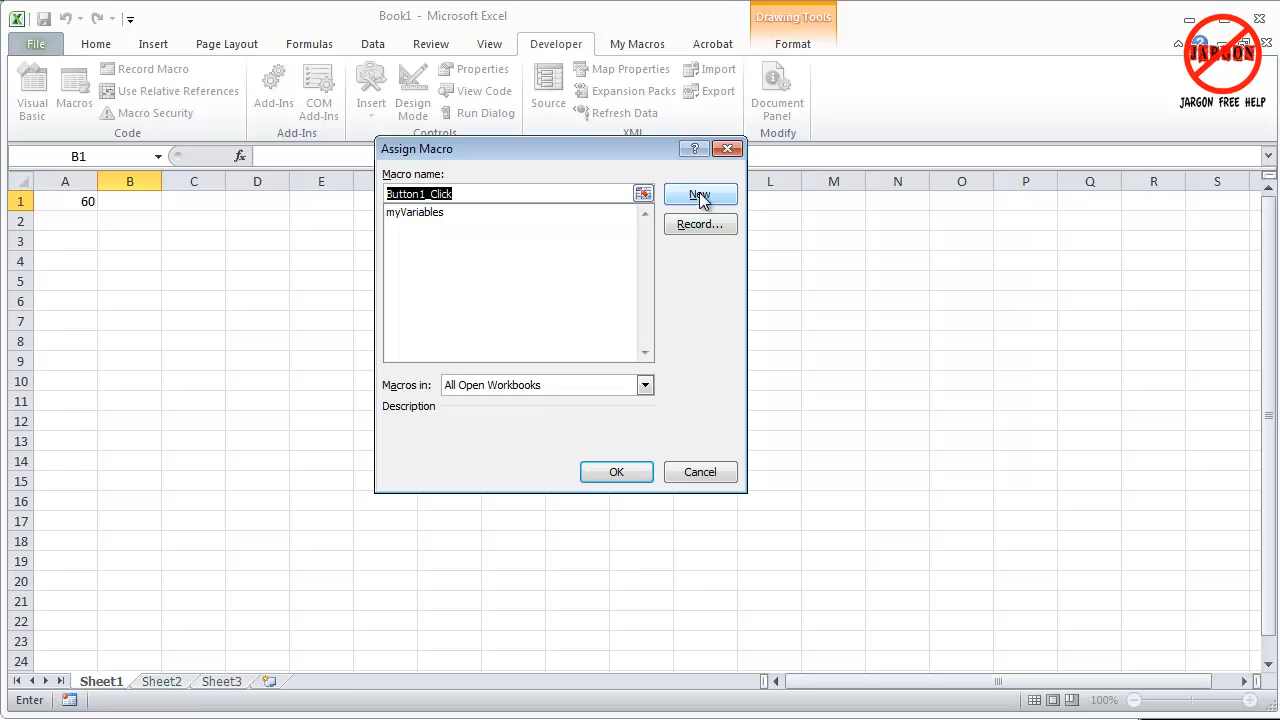 Book1 - Microsoft Excel
Drawing Tools
File Home Insert Page Layout Formulas Data Review View Developer My Macros Acrobat Format
Visual Basic
Macros
Record Macro
Use Relative References
Macro Security
Code
Add-Ins
COM Add-Ins
Add-Ins
Insert
Design Mode
Properties
View Code
Run Dialog
Controls
Source
Map Properties
Expansion Packs
Refresh Data
Import
Export
XML
Document Panel
Modify
JARGON
JARGON FREE HELP
B1
fx
Assign Macro
Macro name:
Button1_Click
New
myVariables
Record...
Macros in: All Open Workbooks
Description
OK Cancel
A B C D E L M N O P Q R S
1 60
2
3
4
5
6
7
8
9
10
11
12
13
14
15
16
17
18
19
20
21
22
23
24
Sheet1 Sheet2 Sheet3
Enter
100%